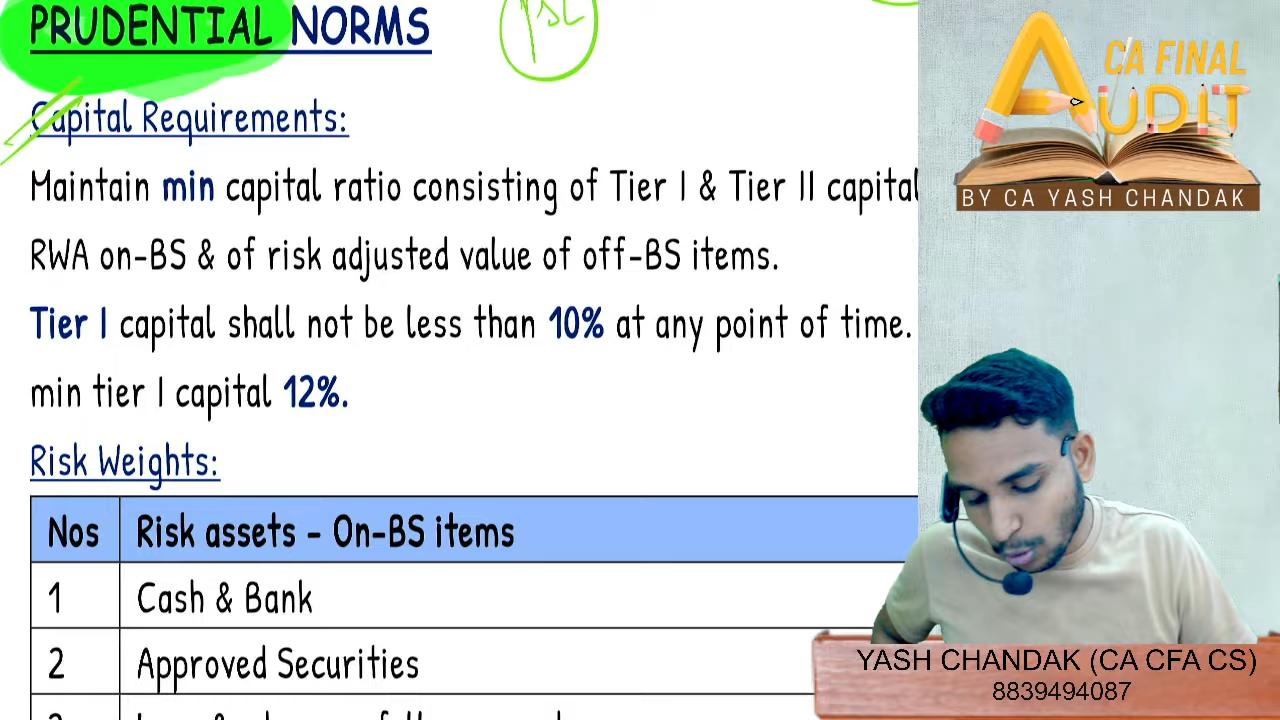 PRUDENTIAL NORMS
PSL
Capital Requirements:
Maintain min capital ratio consisting of Tier I & Tier II capital
RWA on-BS & of risk adjusted value of off-BS items.
Tier I capital shall not be less than 10% at any point of time.
min tier I capital 12%.
Risk Weights:
Nos Risk assets - On-BS items
1 Cash & Bank
2 Approved Securities
CA FINAL
AUDIT
BY CA YASH CHANDAK
YASH CHANDAK (CA CFA CS)
8839494087